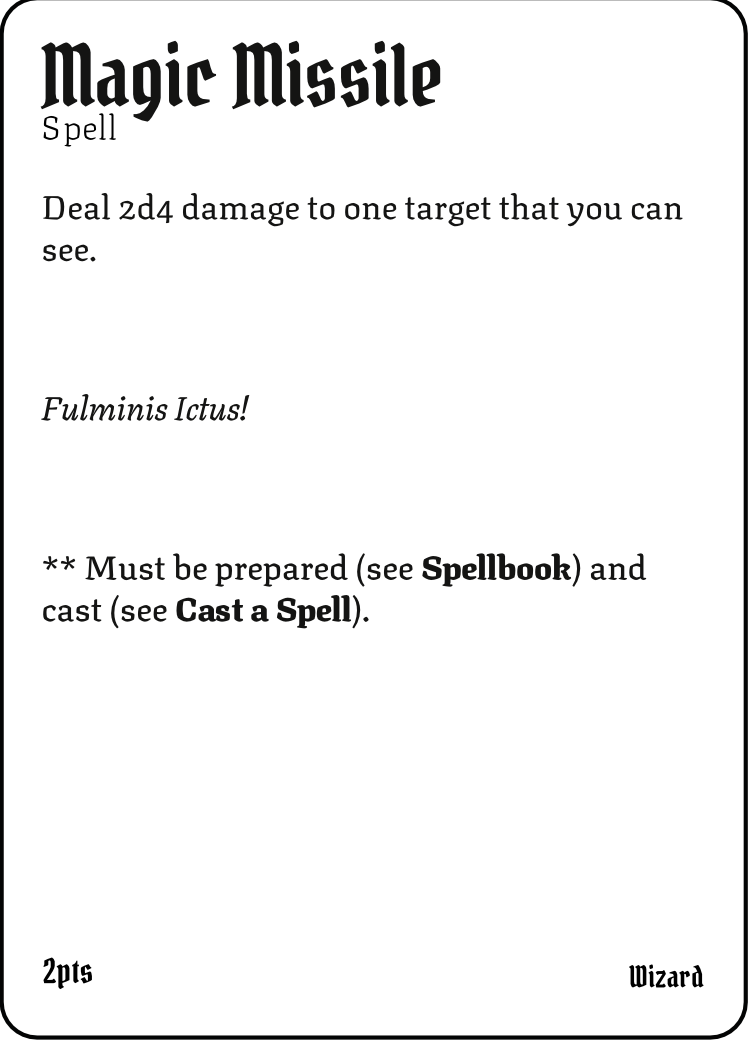 Magic Missile
Spell
Deal 2d4 damage to one target that you can
see.
Fulminis Ictus!
** Must be prepared (see Spellbook) and
cast (see Cast a Spell).
2pts
Wizard